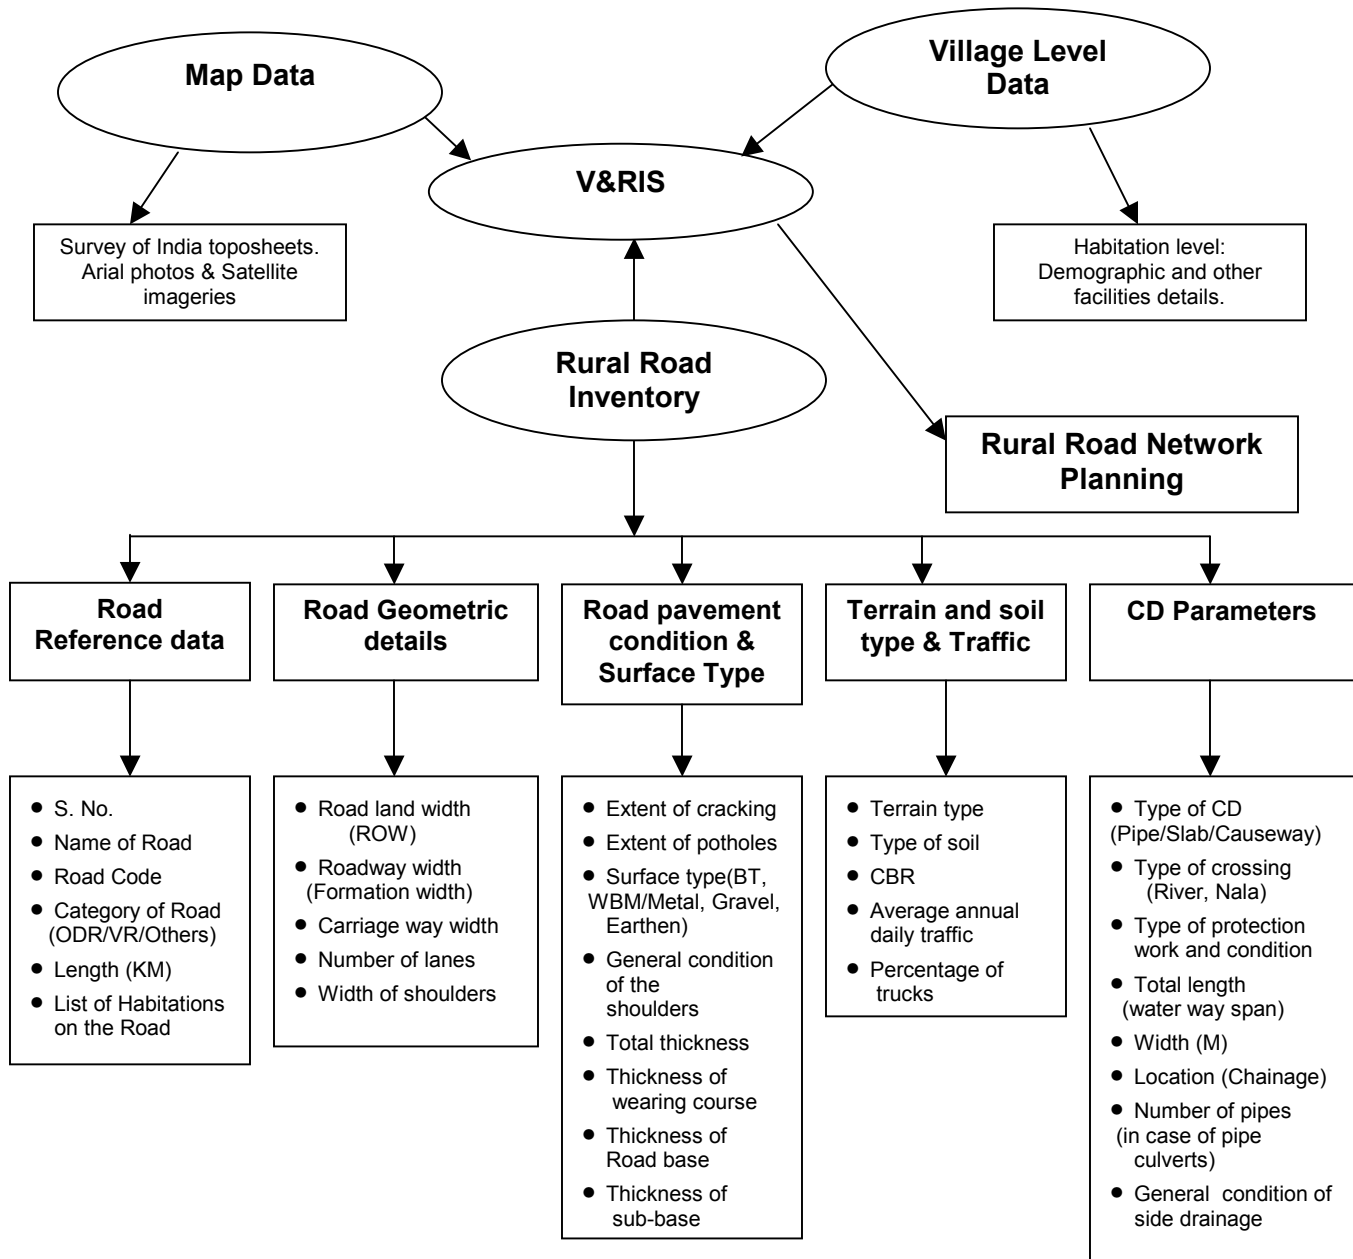 Map Data
Village Level
Data
V&RIS
Survey of India toposheets.
Arial photos & Satellite
imageries
Habitation level:
Demographic and other
facilities details.
Rural Road
Inventory
Rural Road Network
Planning
Road
Reference data
Road Geometric
details
Road pavement
condition &
Surface Type
Terrain and soil
type & Traffic
CD Parameters
• S. No.
• Name of Road
• Road Code
• Category of Road
(ODR/VR/Others)
• Length (KM)
• List of Habitations
on the Road
• Road land width
(ROW)
• Roadway width
(Formation width)
• Carriage way width
• Number of lanes
• Width of shoulders
• Extent of cracking
• Extent of potholes
• Surface type(BT,
WBM/Metal, Gravel,
Earthen)
• General condition
of the
shoulders
• Total thickness
• Thickness of
wearing course
• Thickness of
Road base
• Thickness of
sub-base
• Terrain type
• Type of soil
• CBR
• Average annual
daily traffic
• Percentage of
trucks
• Type of CD
(Pipe/Slab/Causeway)
• Type of crossing
(River, Nala)
• Type of protection
work and condition
• Total length
(water way span)
• Width (M)
• Location (Chainage)
• Number of pipes
(in case of pipe
culverts)
• General condition of
side drainage